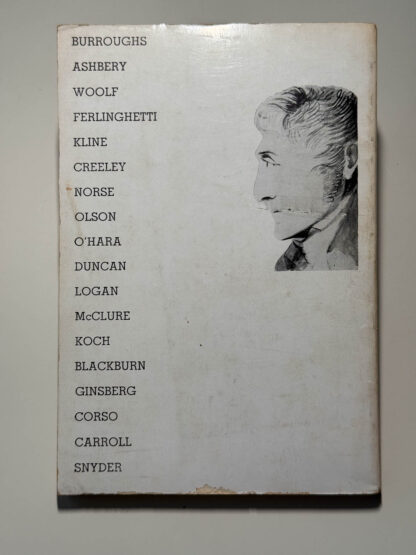 BURROUGHS
ASHBERY
WOOLF
FERLINGHETTI
KLINE
CREELEY
NORSE
OLSON
O'HARA
DUNCAN
LOGAN
McCLURE
KOCH
BLACKBURN
GINSBERG
CORSO
CARROLL
SNYDER